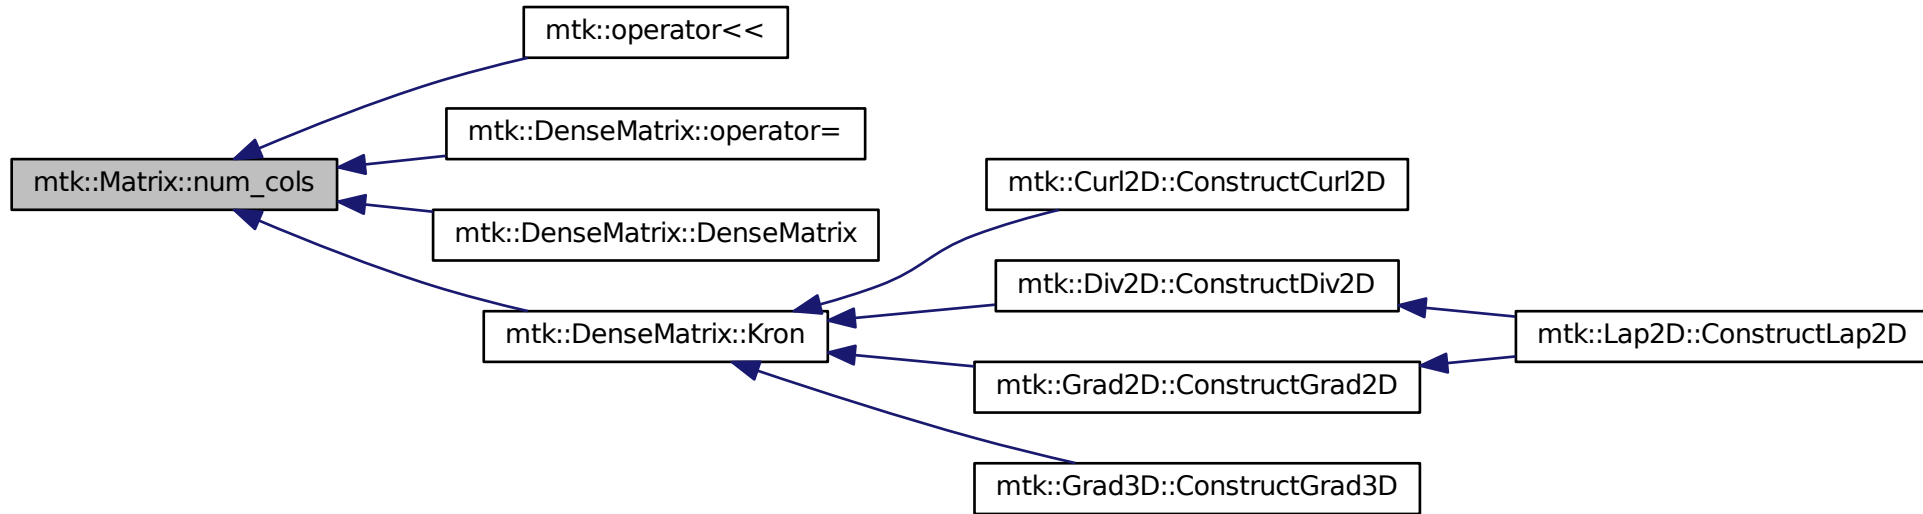 mtk::operator<<
mtk::DenseMatrix::operator=
mtk::Matrix::num_cols
mtk::Curl2D::ConstructCurl2D
mtk::DenseMatrix::DenseMatrix
mtk::Div2D::ConstructDiv2D
mtk::DenseMatrix::Kron
mtk::Lap2D::ConstructLap2D
mtk::Grad2D::ConstructGrad2D
mtk::Grad3D::ConstructGrad3D